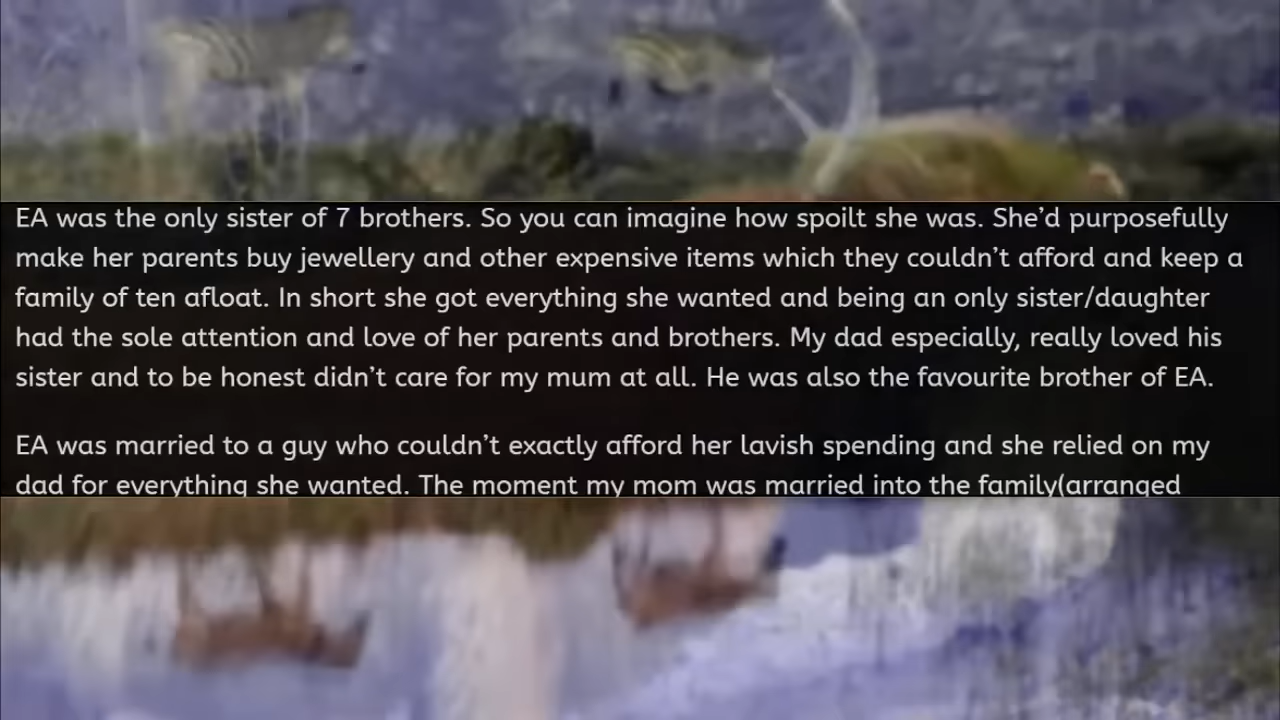 EA was the only sister of 7 brothers. So you can imagine how spoilt she was. She’d purposefully
make her parents buy jewellery and other expensive items which they couldn’t afford and keep a
family of ten afloat. In short she got everything she wanted and being an only sister/daughter
had the sole attention and love of her parents and brothers. My dad especially, really loved his
sister and to be honest didn’t care for my mum at all. He was also the favourite brother of EA.
EA was married to a guy who couldn’t exactly afford her lavish spending and she relied on my
dad for everything she wanted. The moment my mom was married into the family(arranged